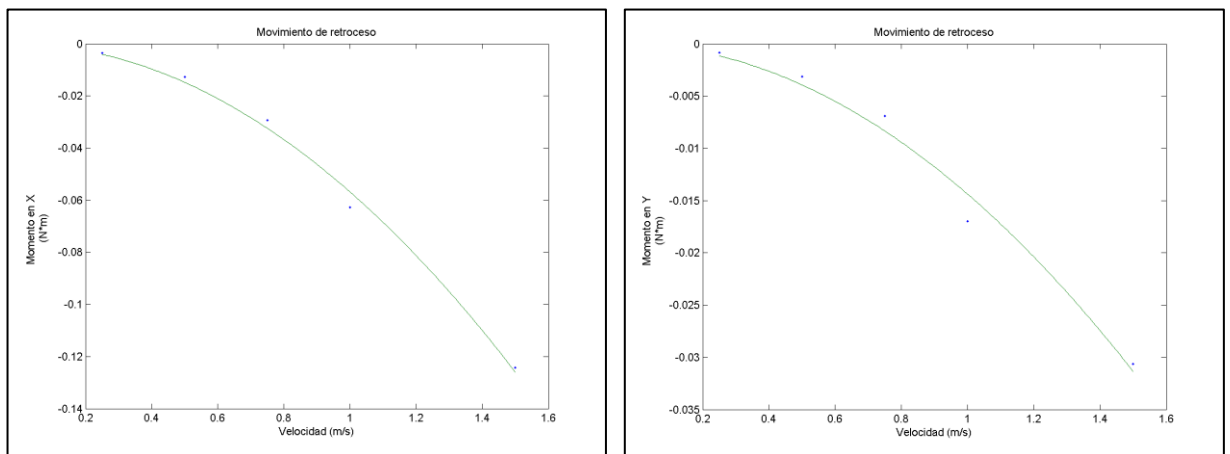 Movimiento de retroceso
0
-0.02
-0.04
-0.06
-0.08
-0.1
-0.12
-0.14
0.2 0.4 0.6 0.8 1 1.2 1.4 1.6
Velocidad (m/s)
Momento en X
(N*m)
Movimiento de retroceso
0
-0.005
-0.01
-0.015
-0.02
-0.025
-0.03
-0.035
0.2 0.4 0.6 0.8 1 1.2 1.4 1.6
Velocidad (m/s)
Momento en Y
(N*m)